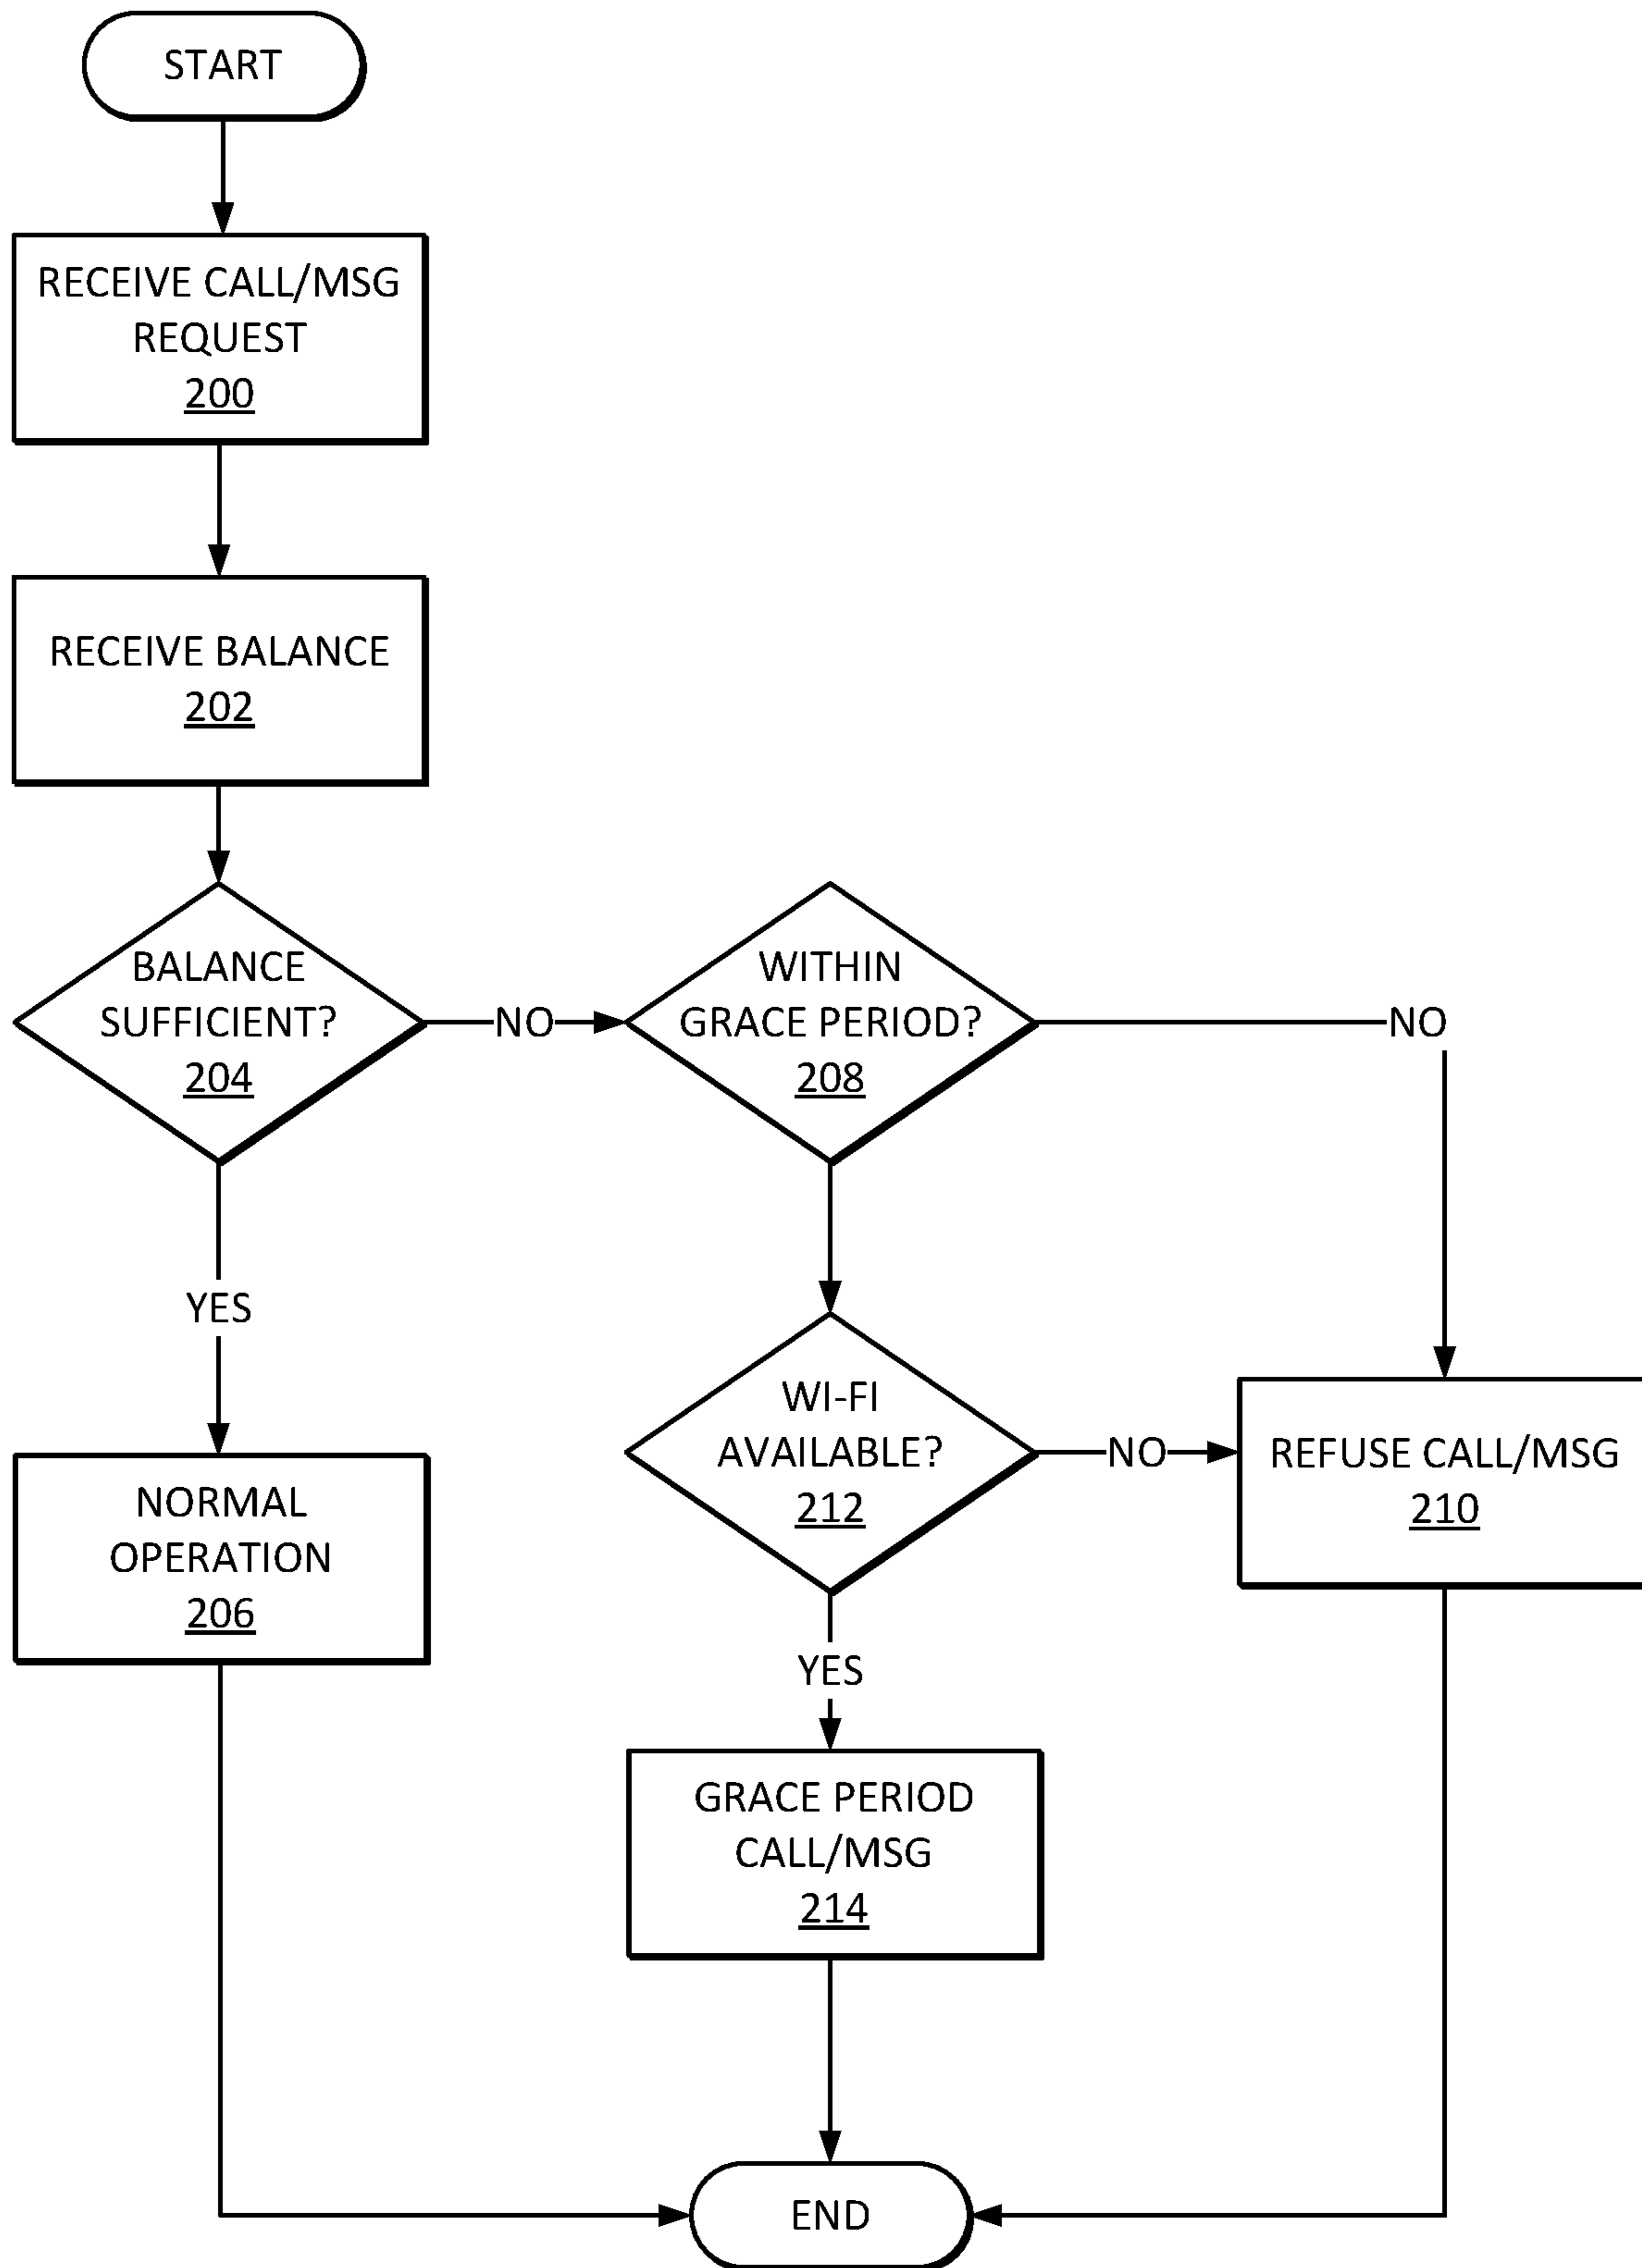 START
RECEIVE CALL/MSG
REQUEST
200
RECEIVE BALANCE
202
BALANCE
SUFFICIENT?
204
NO
WITHIN
GRACE PERIOD?
208
NO
YES
WI-FI
AVAILABLE?
212
NO
REFUSE CALL/MSG
210
NORMAL
OPERATION
206
YES
GRACE PERIOD
CALL/MSG
214
END